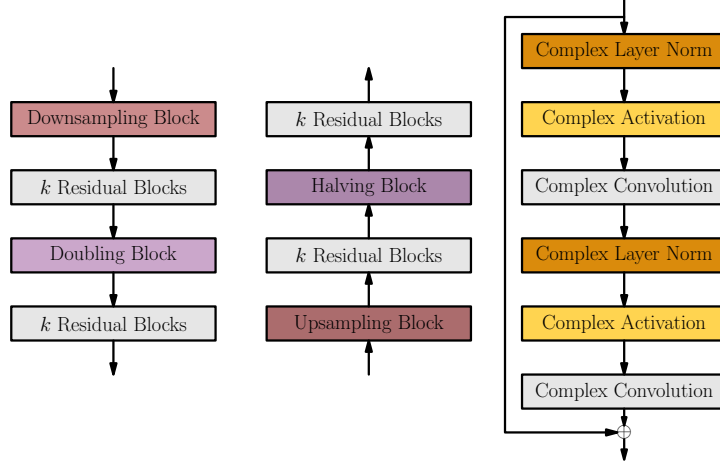 Downsampling Block
k Residual Blocks
Doubling Block
k Residual Blocks
k Residual Blocks
Halving Block
k Residual Blocks
Upsampling Block
Complex Layer Norm
Complex Activation
Complex Convolution
Complex Layer Norm
Complex Activation
Complex Convolution